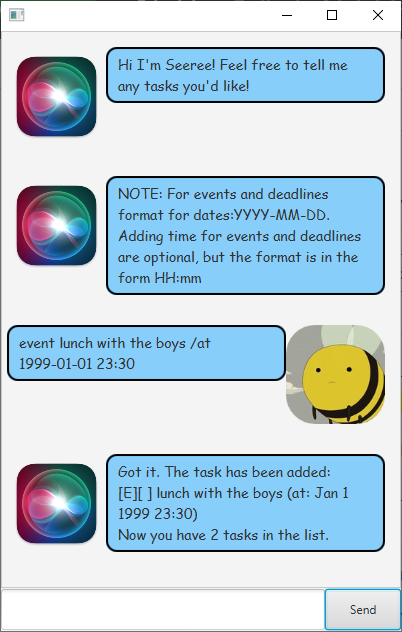 Hi I'm Seeree! Feel free to tell me
any tasks you'd like!
NOTE: For events and deadlines
format for dates:YYYY-MM-DD.
Adding time for events and deadlines
are optional, but the format is in the
form HH:mm
event lunch with the boys /at
1999-01-01 23:30
Got it. The task has been added:
[E][ ] lunch with the boys (at: Jan 1
1999 23:30)
Now you have 2 tasks in the list.
Send